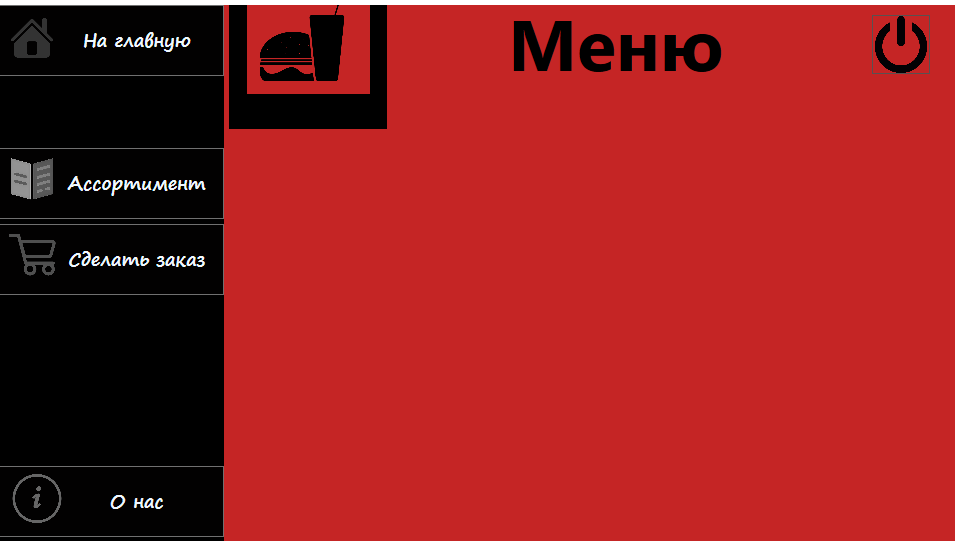 На главную
Меню
Ассортимент
Сделать заказ
i
О нас